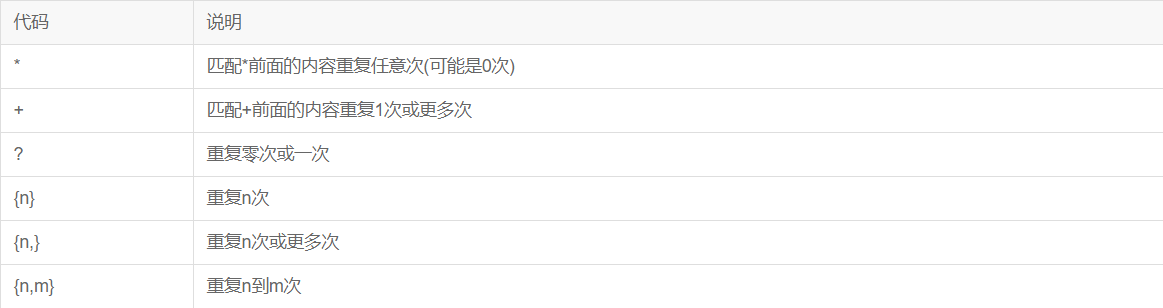 代码 说明
* 匹配*前面的内容重复任意次(可能是0次)
+ 匹配+前面的内容重复1次或更多次
? 重复零次或一次
{n} 重复n次
{n,} 重复n次或更多次
{n,m} 重复n到m次